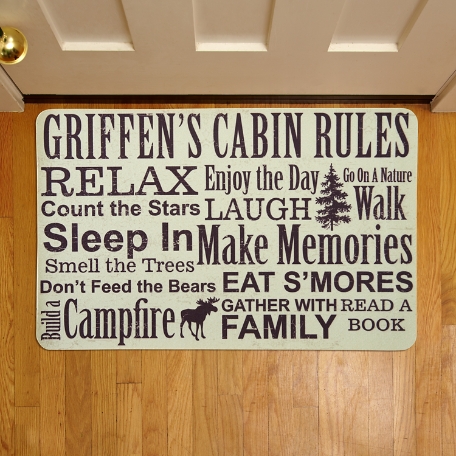 GRIFFEN'S CABIN RULES
RELAX
Enjoy the Day
Go On A Nature
Walk
Count the Stars
LAUGH
Sleep In
Make Memories
Smell the Trees
Don't Feed the Bears
EAT S'MORES
Build a
Campfire
GATHER WITH
FAMILY
READ A
BOOK